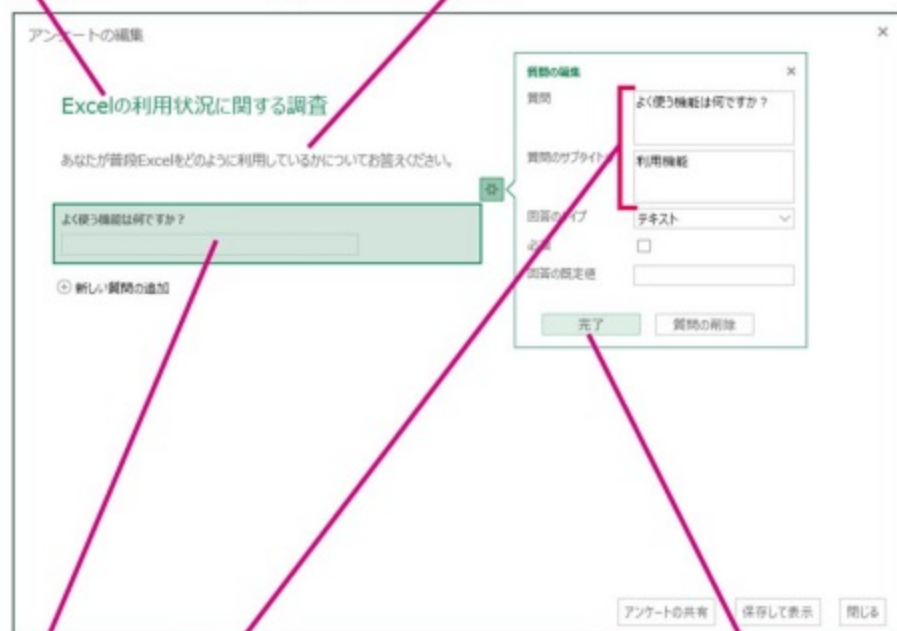 アンケートの編集
Excelの利用状況に関する調査
あなたが普段Excelをどのように利用しているかについてお答えください。
よく使う機能は何ですか？
新しい質問の追加
質問の編集
質問
よく使う機能は何ですか？
質問のサブタイトル
利用機能
回答のタイプ
テキスト
必須
回答の既定値
完了
質問の削除
アンケートの共有
保存して表示
閉じる